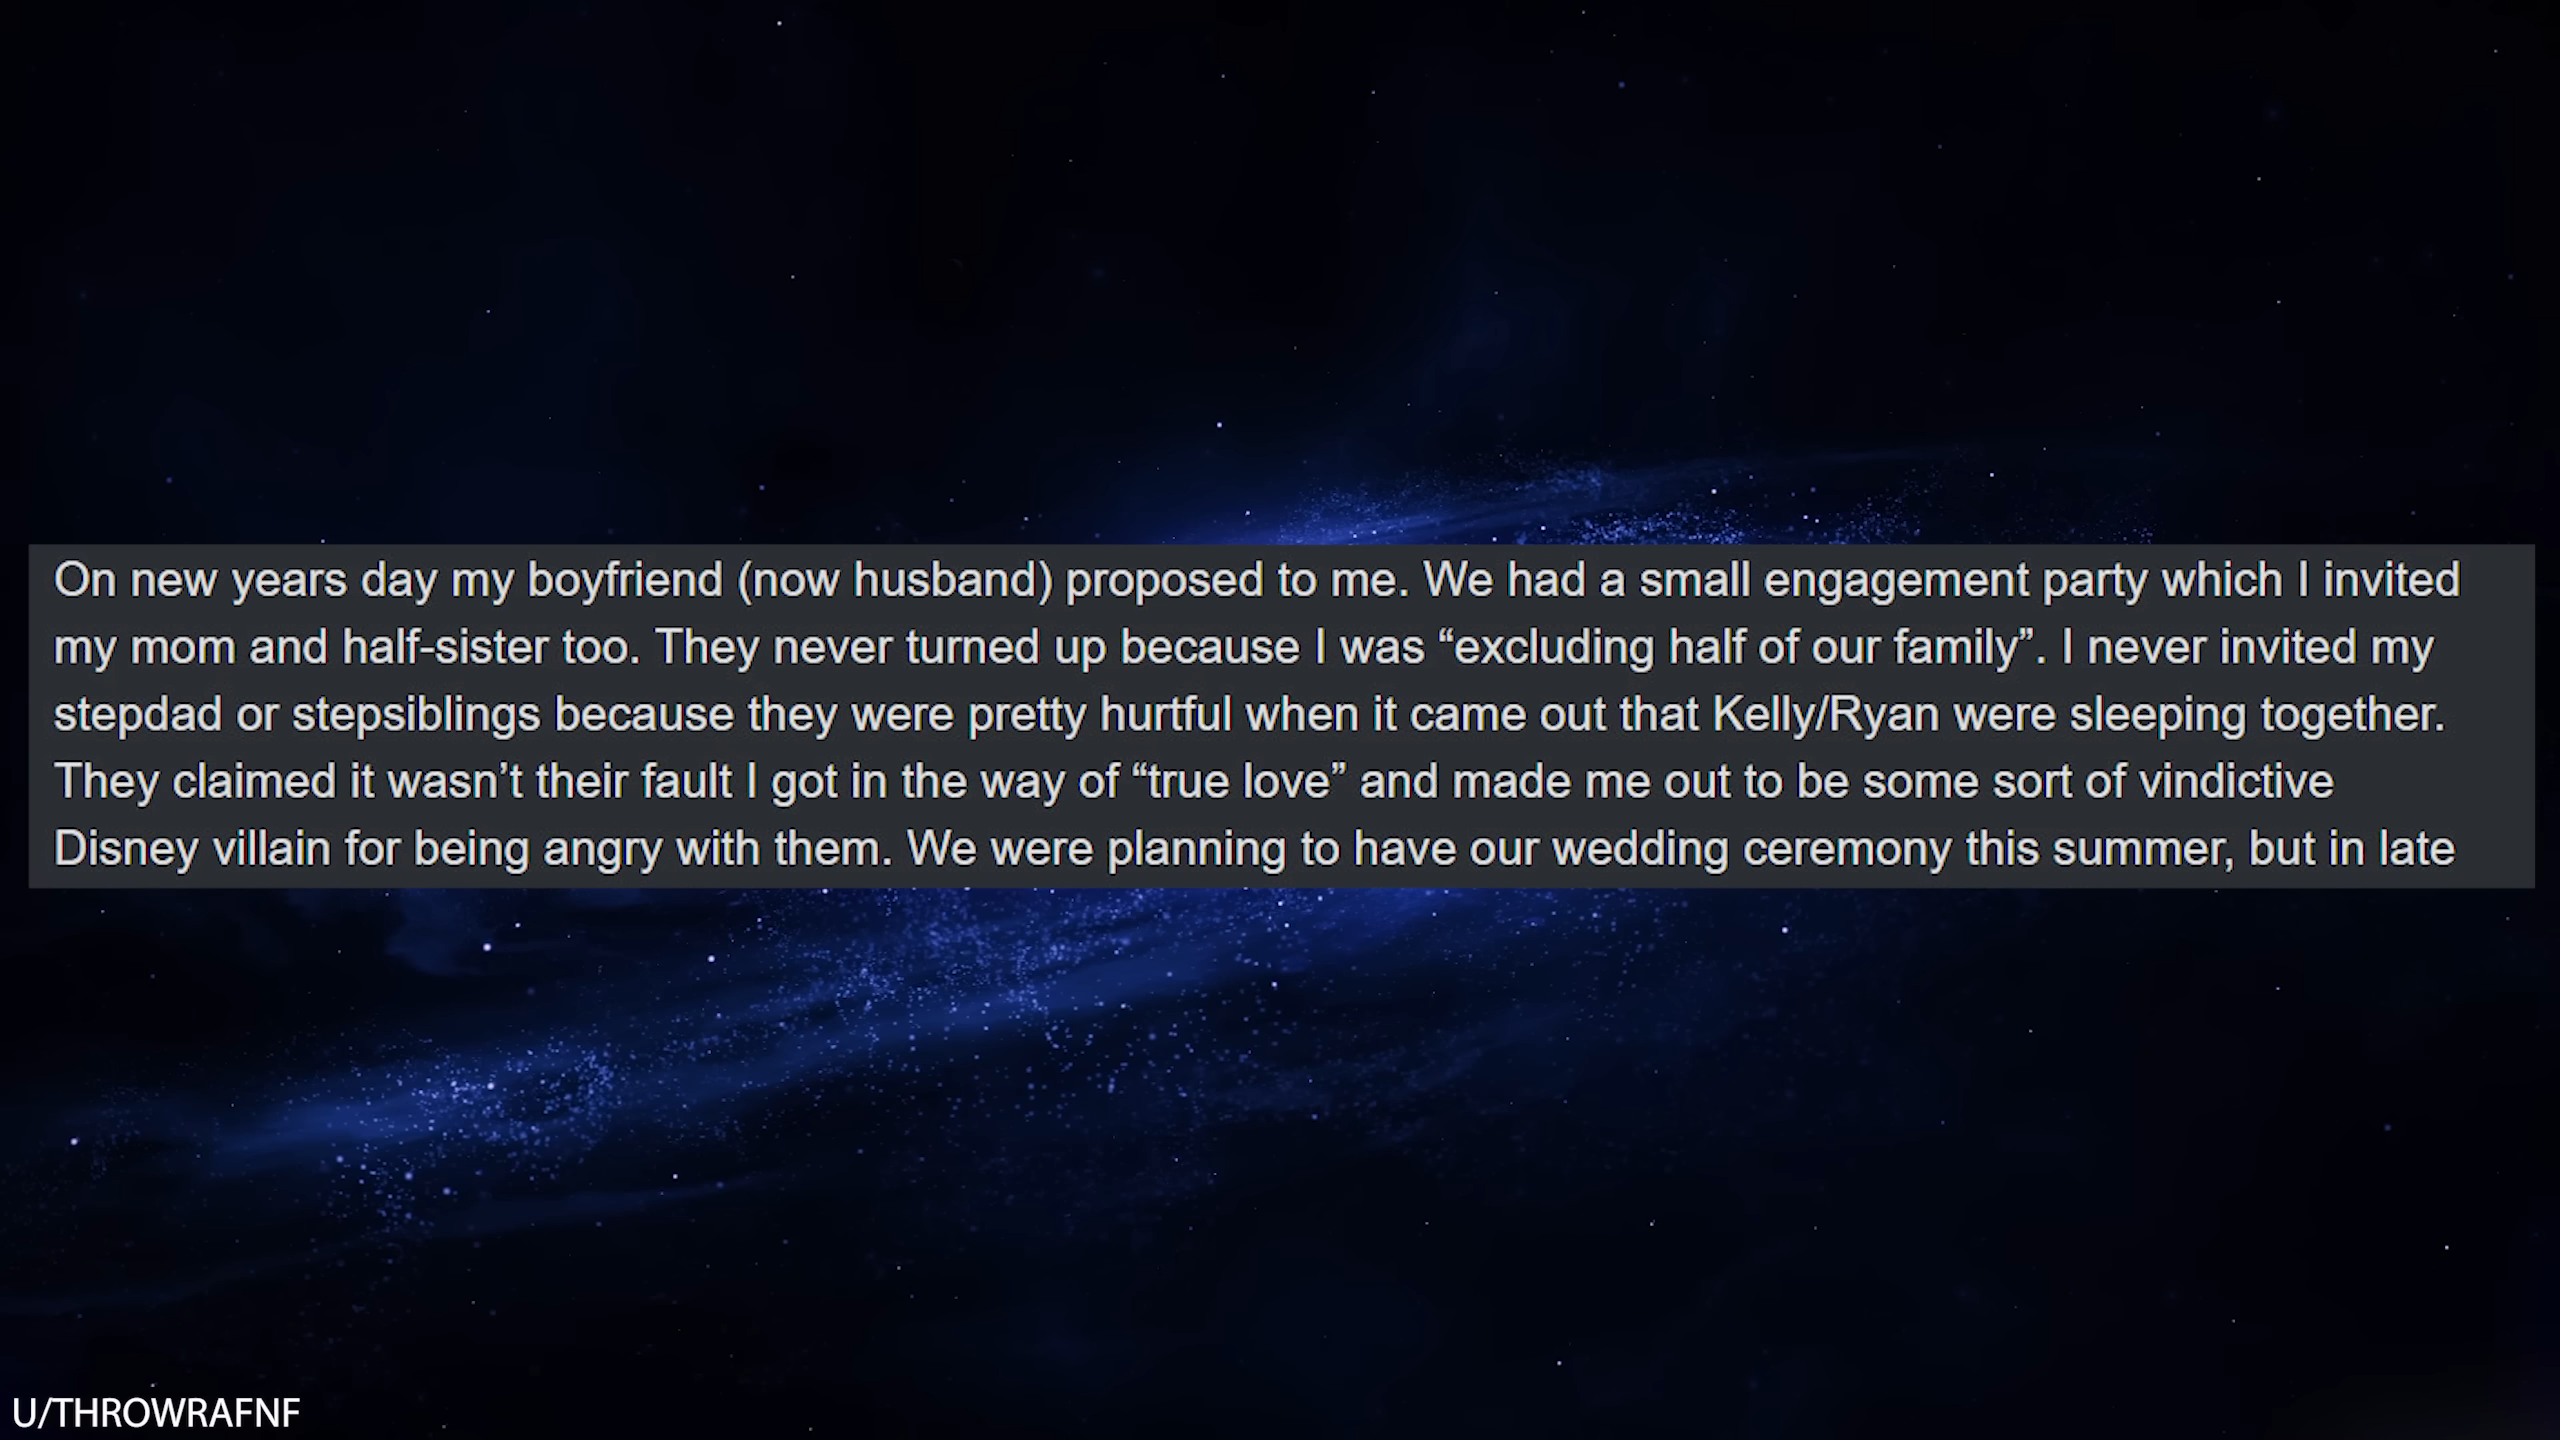 On new years day my boyfriend (now husband) proposed to me. We had a small engagement party which I invited
my mom and half-sister too. They never turned up because I was “excluding half of our family”. I never invited my
stepdad or stepsiblings because they were pretty hurtful when it came out that Kelly/Ryan were sleeping together.
They claimed it wasn’t their fault I got in the way of “true love” and made me out to be some sort of vindictive
Disney villain for being angry with them. We were planning to have our wedding ceremony this summer, but in late
U/THROWRAFNF